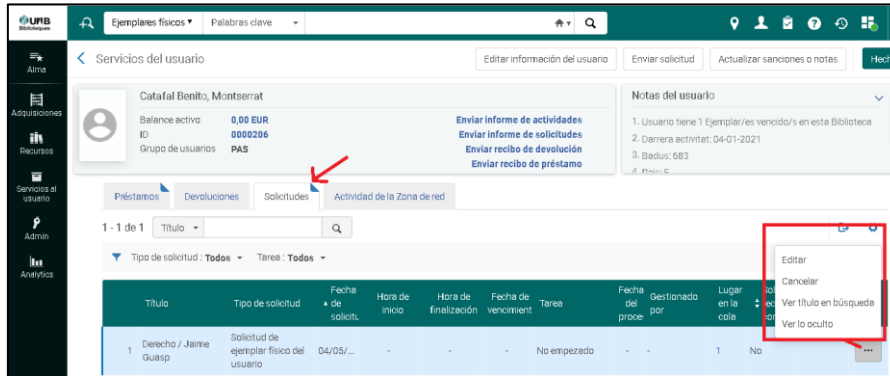 UAB
Biblioteques
Ejemplares físicos
Palabras clave
Alma
Adquisiciones
Recursos
Servicios al
usuario
Admin
Analytics
Servicios del usuario
Editar información del usuario
Enviar solicitud
Actualizar sanciones o notas
Hech
Catafal Benito, Montserrat
Balance activo 0,00 EUR
ID 0000206
Grupo de usuarios PAS
Enviar informe de actividades
Enviar informe de solicitudes
Enviar recibo de devolución
Enviar recibo de préstamo
Notas del usuario
1. Usuario tiene 1 Ejemplar/es vencido/s en esta Biblioteca
2. Darrera activitat: 04-01-2021
3. Badus: 683
Préstamos
Devoluciones
Solicitudes
Actividad de la Zona de red
1 - 1 de 1 Título
Tipo de solicitud : Todos Tarea : Todos
Editar
Cancelar
Ver título en búsqueda
Ver lo oculto
Título
Tipo de solicitud
Fecha
de
solicitu
Hora de
inicio
Hora de
finalización
Fecha de
vencimient
Tarea
Fecha
del
proce
Gestionado
por
Lugar
en la
cola
1 Derecho / Jaime
Guasp
Solicitud de
ejemplar físico del
usuario
04/05/...
-
-
-
No empezado
-
-
1
No